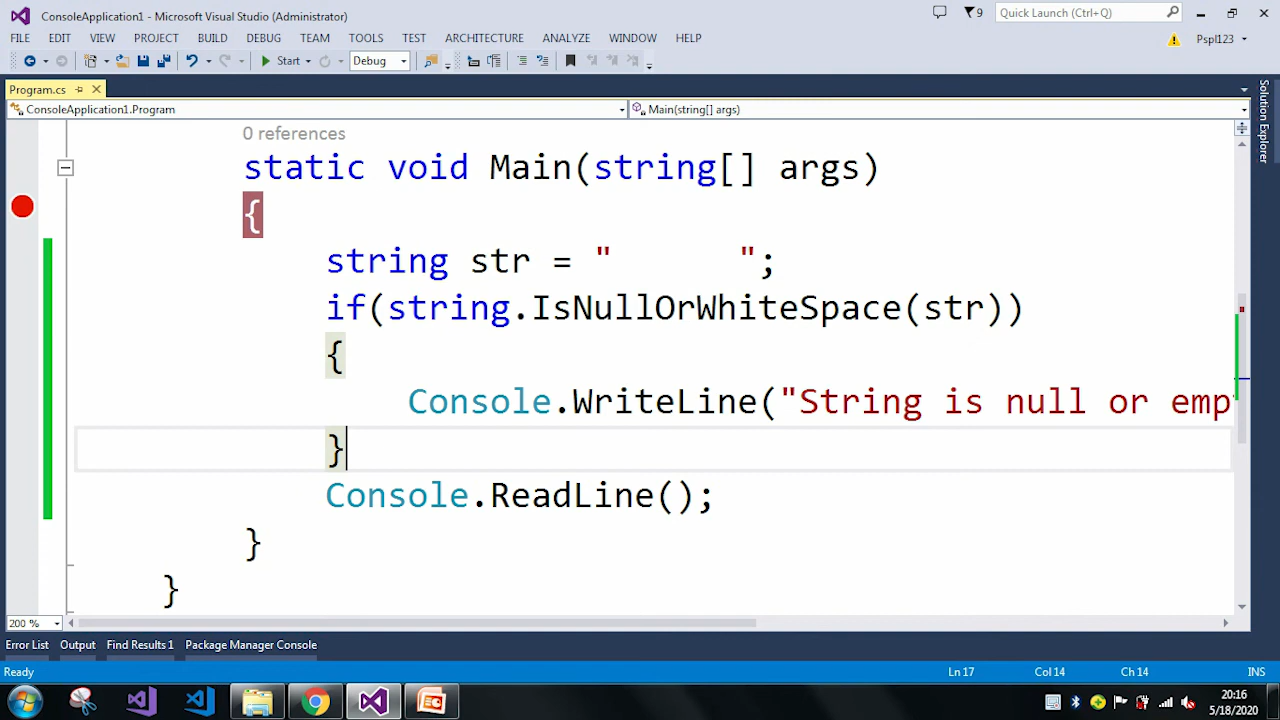 ConsoleApplication1 - Microsoft Visual Studio (Administrator)
9
Quick Launch (Ctrl+Q)
FILE EDIT VIEW PROJECT BUILD DEBUG TEAM TOOLS TEST ARCHITECTURE ANALYZE WINDOW HELP
Pspl123
Start
Debug
Program.cs
ConsoleApplication1.Program
Main(string[] args)
Solution Explorer
0 references
static void Main(string[] args)
{
string str = "       ";
if(string.IsNullOrWhiteSpace(str))
{
Console.WriteLine("String is null or emp
}
Console.ReadLine();
}
}
200 %
Error List Output Find Results 1 Package Manager Console
Ready
Ln 17 Col 14 Ch 14 INS
20:16
5/18/2020